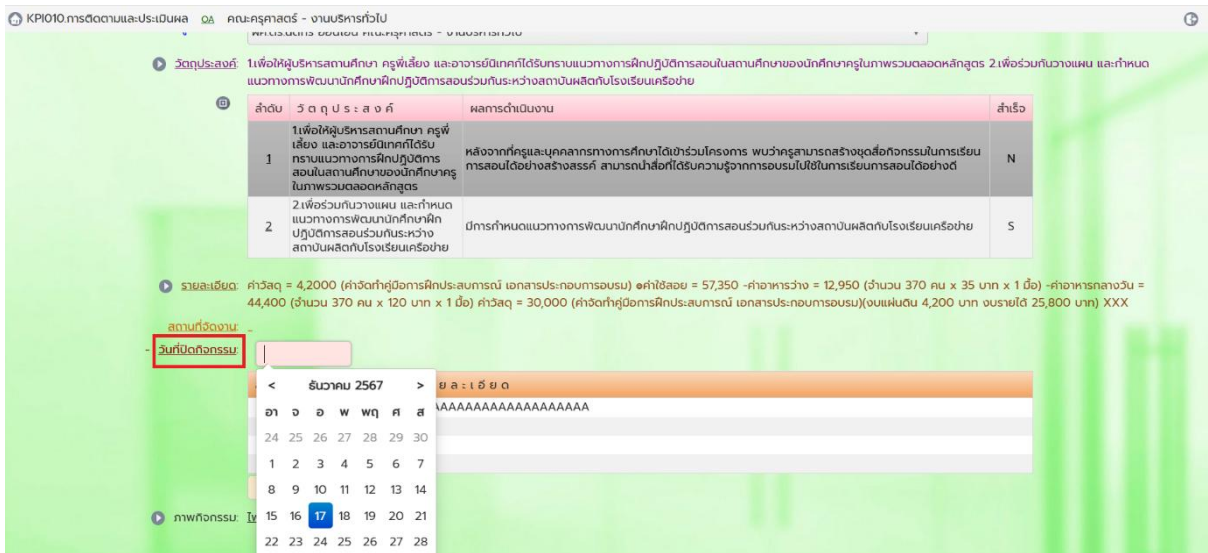 KPI010.การติดตามและประเมินผล QA คณะครุศาสตร์ - งานบริหารทั่วไป
วัตถุประสงค์: 1.เพื่อให้ผู้บริหารสถานศึกษา ครูพี่เลี้ยง และอาจารย์นิเทศก์ได้รับทราบแนวทางการฝึกปฏิบัติการสอนในสถานศึกษาของนักศึกษาครูในภาพรวมตลอดหลักสูตร 2.เพื่อร่วมกันวางแผน และกำหนด
แนวทางการพัฒนานักศึกษาฝึกปฏิบัติการสอนร่วมกันระหว่างสถาบันผลิตกับโรงเรียนเครือข่าย
ลำดับ วัตถุประสงค์ ผลการดำเนินงาน สำเร็จ
1.เพื่อให้ผู้บริหารสถานศึกษา ครูพี่
เลี้ยง และอาจารย์นิเทศก์ได้รับ
1 ทราบแนวทางการฝึกปฏิบัติการ หลังจากที่ครูและบุคคลากรทางการศึกษาได้เข้าร่วมโครงการ พบว่าครูสามารถสร้างชุดสื่อกิจกรรมในการเรียน N
สอนในสถานศึกษาของนักศึกษาครู การสอนได้อย่างสร้างสรรค์ สามารถนำสื่อที่ได้รับความรู้จากการอบรมไปใช้ในการเรียนการสอนได้อย่างดี
ในภาพรวมตลอดหลักสูตร
2.เพื่อร่วมกันวางแผน และกำหนด
แนวทางการพัฒนานักศึกษาฝึก
2 ปฏิบัติการสอนร่วมกันระหว่าง มีการกำหนดแนวทางการพัฒนานักศึกษาฝึกปฏิบัติการสอนร่วมกันระหว่างสถาบันผลิตกับโรงเรียนเครือข่าย S
สถาบันผลิตกับโรงเรียนเครือข่าย
รายละเอียด: ค่าวัสดุ = 4,2000 (ค่าจัดทำคู่มือการฝึกประสบการณ์ เอกสารประกอบการอบรม) ๑ค่าใช้สอย = 57,350 -ค่าอาหารว่าง = 12,950 (จำนวน 370 คน x 35 บาท x 1 มื้อ) -ค่าอาหารกลางวัน =
44,400 (จำนวน 370 คน x 120 บาท x 1 มื้อ) ค่าวัสดุ = 30,000 (ค่าจัดทำคู่มือการฝึกประสบการณ์ เอกสารประกอบการอบรม)(งบแผ่นดิน 4,200 บาท งบรายได้ 25,800 บาท) XXX
สถานที่จัดงาน: -
- วันที่ปิดกิจกรรม:
< ธันวาคม 2567 > ยละเอียด
อา จ อ พ พฤ ศ ส AAAAAAAAAAAAAAAAAAAA
24 25 26 27 28 29 30
1 2 3 4 5 6 7
8 9 10 11 12 13 14
ภาพกิจกรรม: 15 16 17 18 19 20 21
22 23 24 25 26 27 28